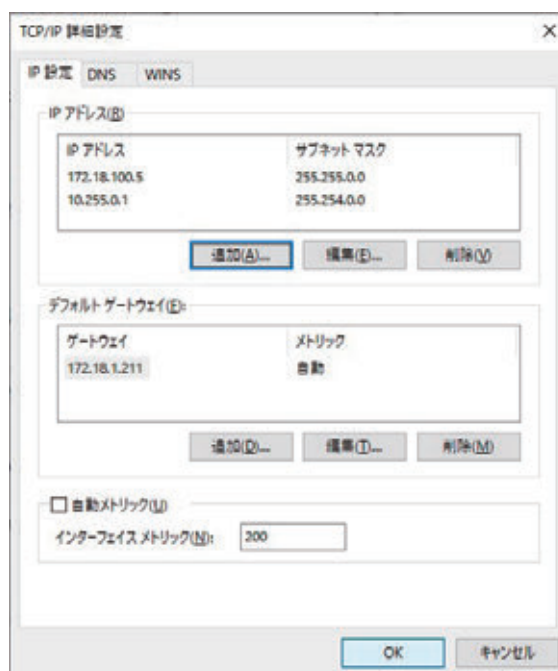 TCP/IP 詳細設定
IP 設定 DNS WINS
IP アドレス(R)
IP アドレス サブネット マスク
172.18.100.5 255.255.0.0
10.255.0.1 255.254.0.0
追加(A)... 編集(E)... 削除(V)
デフォルト ゲートウェイ(F):
ゲートウェイ メトリック
172.18.1.211 自動
追加(D)... 編集(T)... 削除(M)
自動メトリック(U)
インターフェイス メトリック(N): 200
OK キャンセル